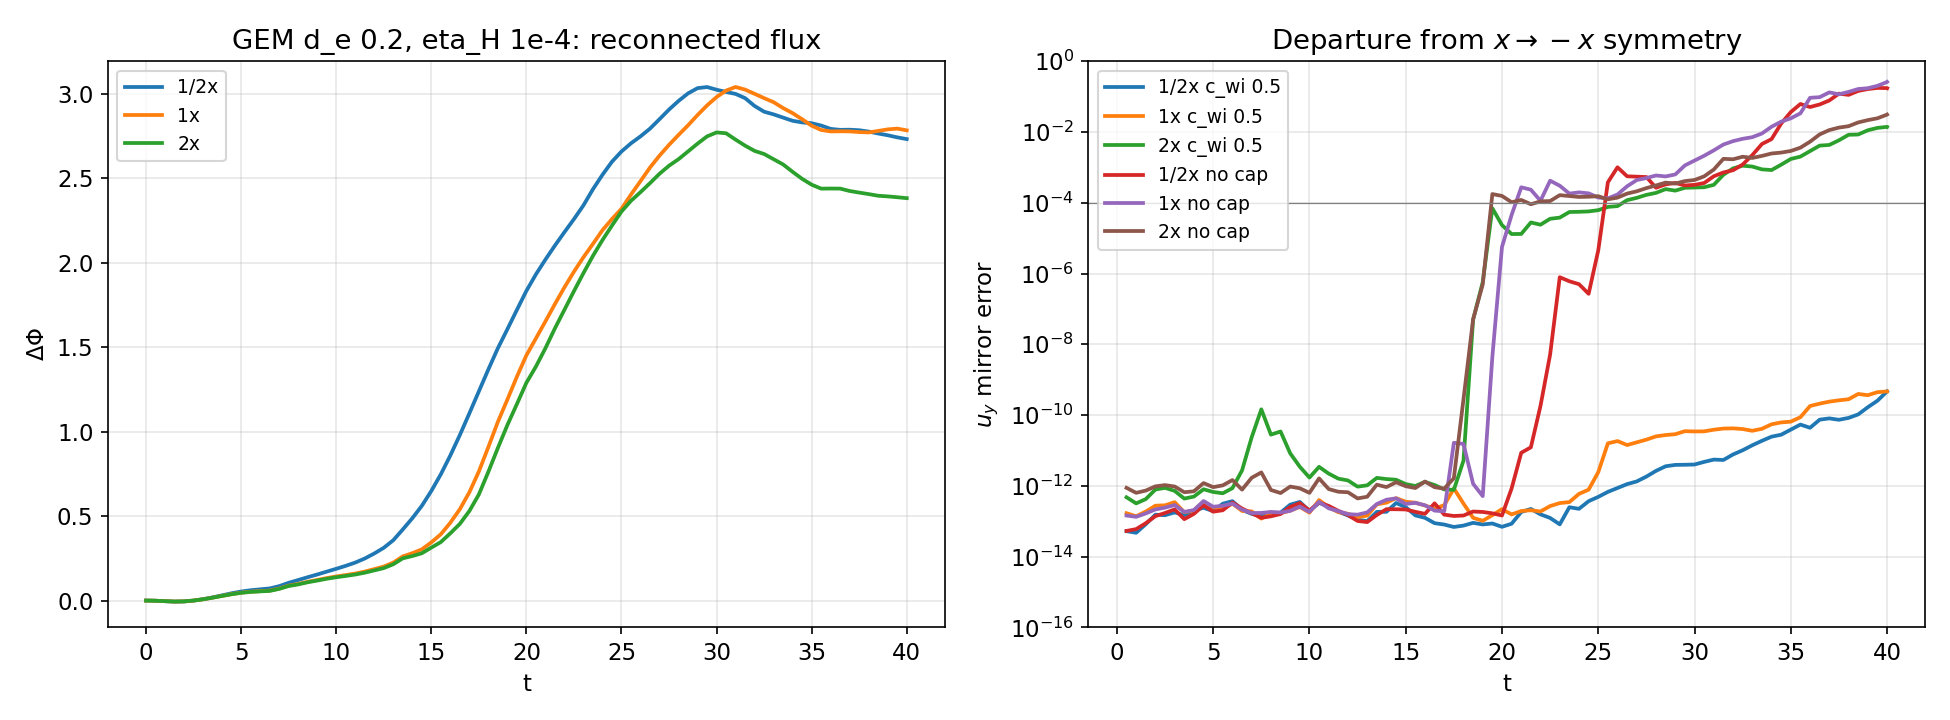 GEM d_e 0.2, eta_H 1e-4: reconnected flux
1/2x
1x
2x
3.0
2.5
2.0
1.5
1.0
0.5
0.0
ΔΦ
0 5 10 15 20 25 30 35 40
t
Departure from x → −x symmetry
1/2x c_wi 0.5
1x c_wi 0.5
2x c_wi 0.5
1/2x no cap
1x no cap
2x no cap
10⁰
10⁻²
10⁻⁴
10⁻⁶
10⁻⁸
10⁻¹⁰
10⁻¹²
10⁻¹⁴
10⁻¹⁶
u_y mirror error
0 5 10 15 20 25 30 35 40
t